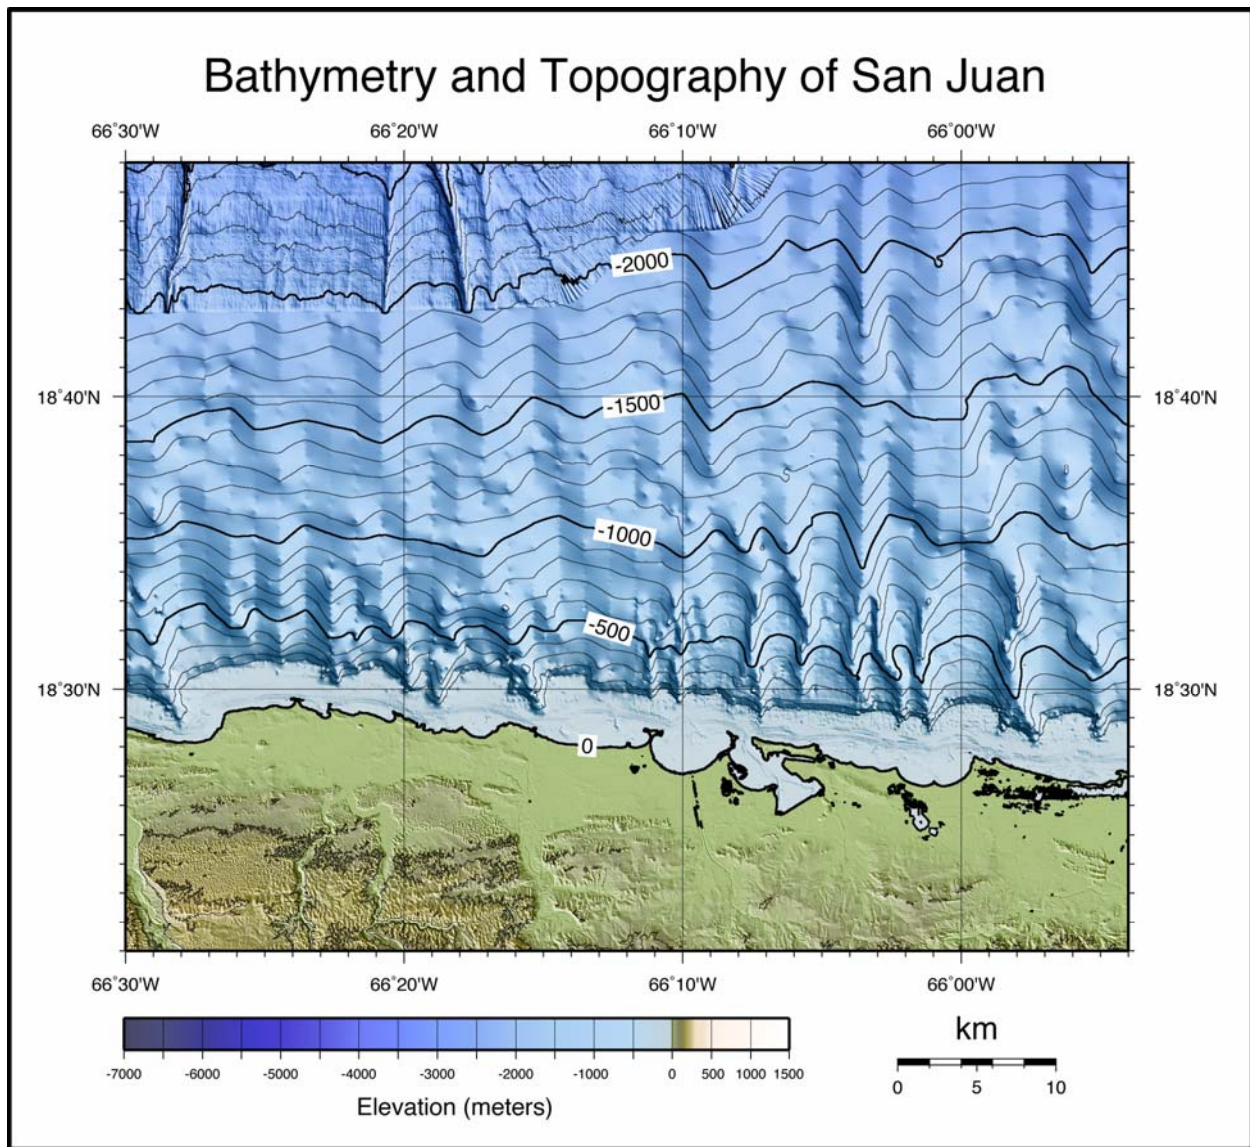 Bathymetry and Topography of San Juan
66˚30'W 66˚20'W 66˚10'W 66˚00'W
-2000
18˚40'N 18˚40'N
-1500
-1000
-500
18˚30'N 18˚30'N
0
66˚30'W 66˚20'W 66˚10'W 66˚00'W
km
-7000 -6000 -5000 -4000 -3000 -2000 -1000 0 500 1000 1500
0 5 10
Elevation (meters)